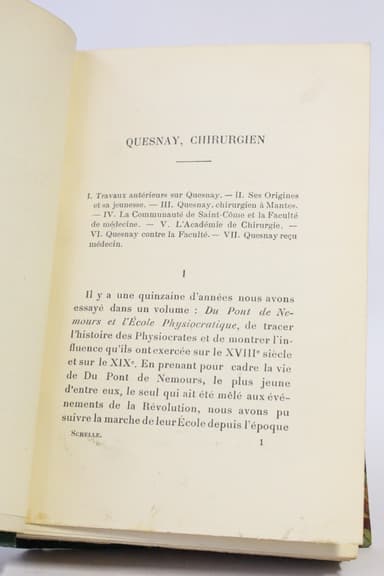 QUESNAY, CHIRURGIEN
I. Travaux antérieurs sur Quesnay. — II. Ses Origines
et sa jeunesse. — III. Quesnay, chirurgien à Mantes.
— IV. La Communauté de Saint-Côme et la Faculté
de médecine. — V. L'Académie de Chirurgie. —
VI. Quesnay contre la Faculté. — VII. Quesnay reçu
médecin.
I
Il y a une quinzaine d'années nous avons
essayé dans un volume : Du Pont de Ne-
mours et l'École Physiocratique, de tracer
l'histoire des Physiocrates et de montrer l'in-
fluence qu'ils ont exercée sur le XVIIIe siècle
et sur le XIXe. En prenant pour cadre la vie
de Du Pont de Nemours, le plus jeune
d'entre eux, le seul qui ait été mêlé aux évé-
nements de la Révolution, nous avons pu
suivre la marche de leur École depuis l'époque
SCHELLE. 1